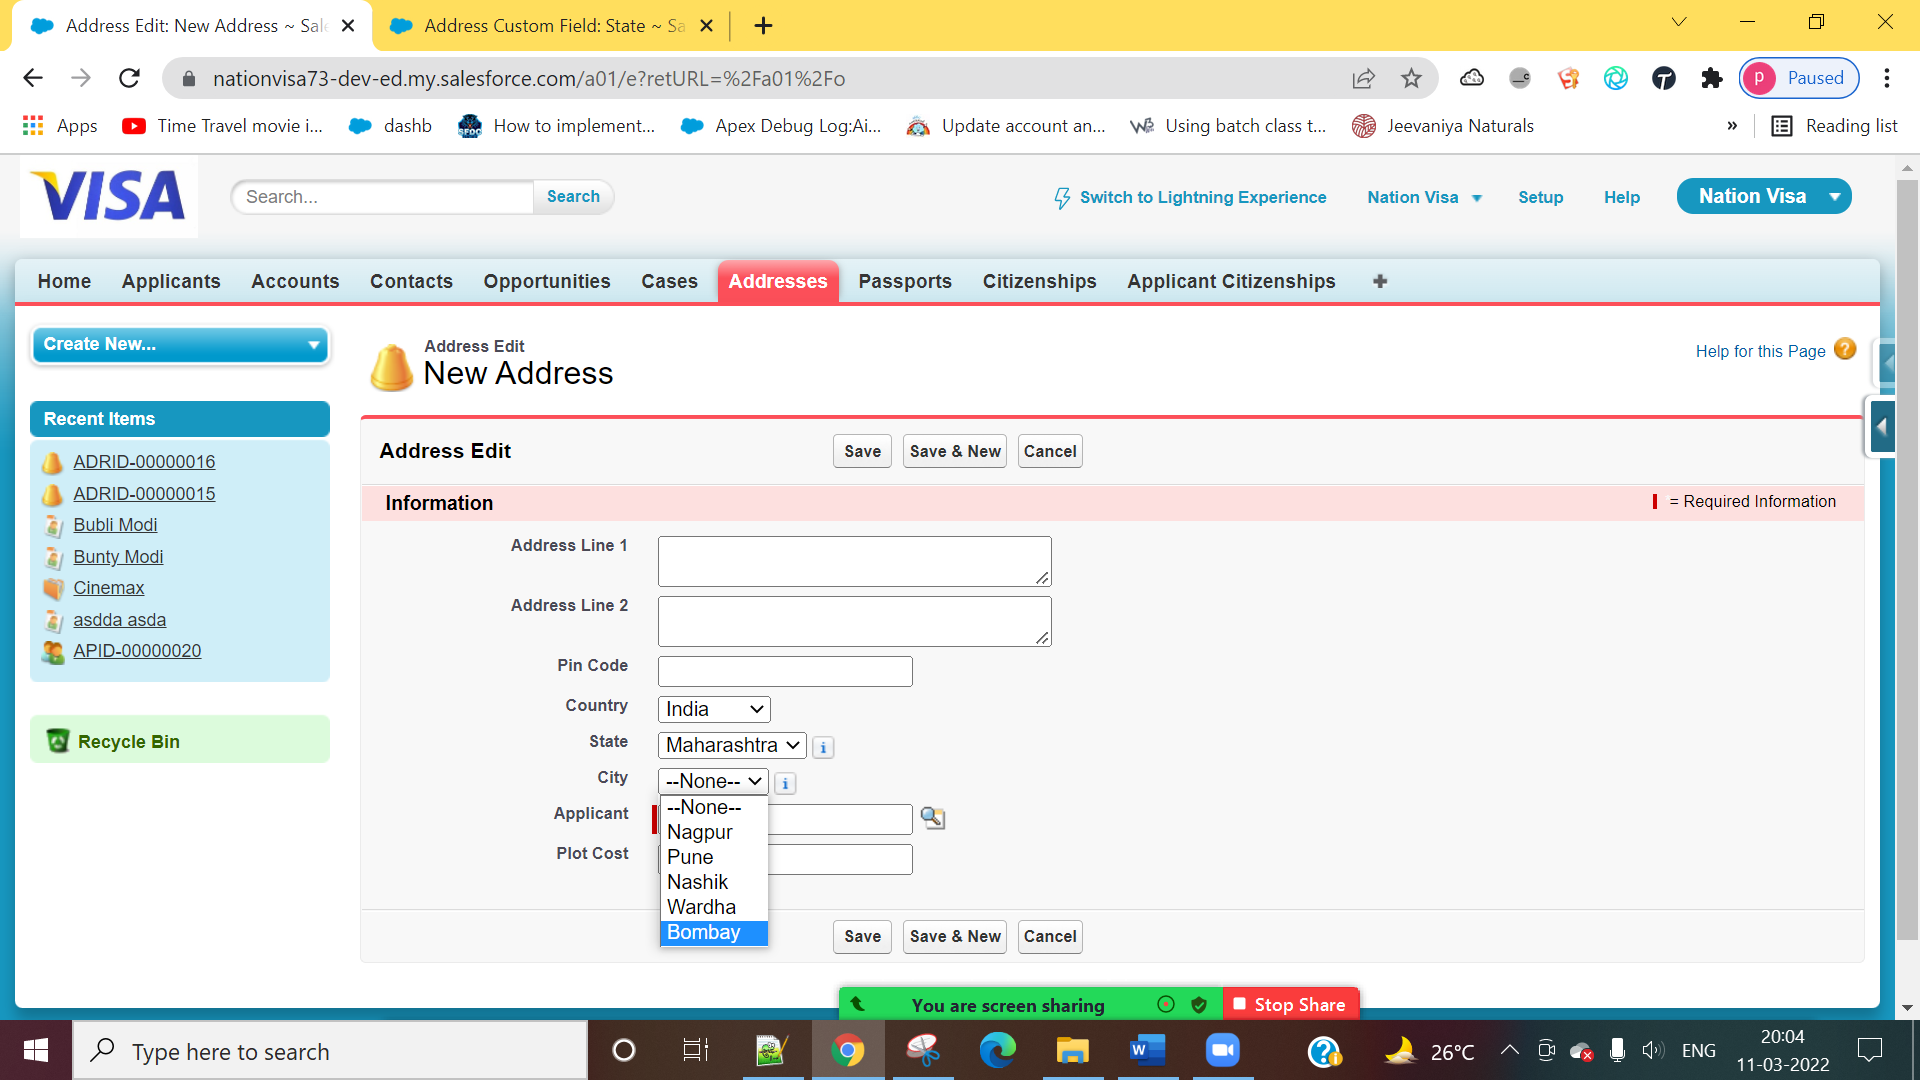 Address Edit: New Address ~ Sale
Address Custom Field: State ~ Sa
nationvisa73-dev-ed.my.salesforce.com/a01/e?retURL=%2Fa01%2Fo
P Paused
Apps
Time Travel movie i...
dashb
How to implement...
Apex Debug Log:Ai...
Update account an...
Using batch class t...
Jeevaniya Naturals
»
Reading list
VISA
Search...
Search
Switch to Lightning Experience
Nation Visa
Setup
Help
Nation Visa
Home
Applicants
Accounts
Contacts
Opportunities
Cases
Addresses
Passports
Citizenships
Applicant Citizenships
Create New...
Address Edit
New Address
Help for this Page
Recent Items
ADRID-00000016
ADRID-00000015
Bubli Modi
Bunty Modi
Cinemax
asdda asda
APID-00000020
Recycle Bin
Address Edit
Save
Save & New
Cancel
Information
= Required Information
Address Line 1
Address Line 2
Pin Code
Country India
State Maharashtra
City --None--
--None--
Nagpur
Pune
Nashik
Wardha
Bombay
Applicant
Plot Cost
Save
Save & New
Cancel
You are screen sharing
Stop Share
Type here to search
26°C
ENG
20:04
11-03-2022